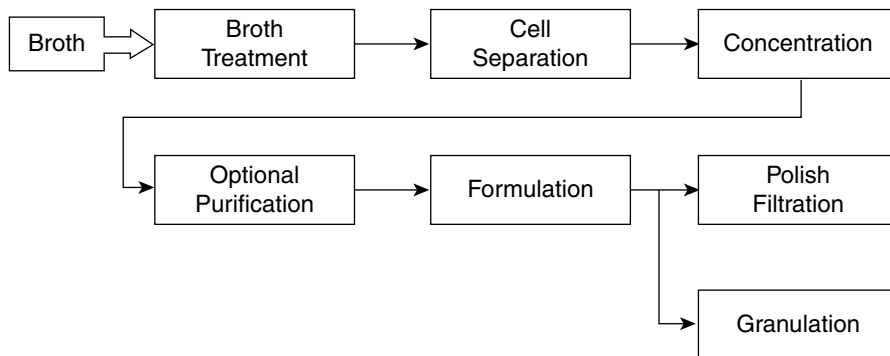 Broth
Broth
Treatment
Cell
Separation
Concentration
Optional
Purification
Formulation
Polish
Filtration
Granulation